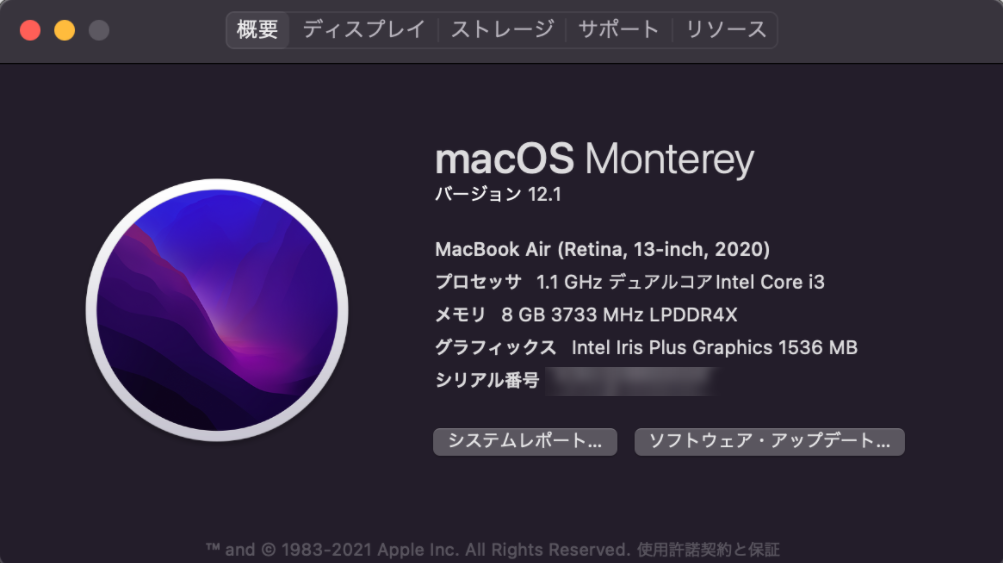 概要 ディスプレイ ストレージ サポート リソース
macOS Monterey
バージョン 12.1
MacBook Air (Retina, 13-inch, 2020)
プロセッサ 1.1 GHz デュアルコアIntel Core i3
メモリ 8 GB 3733 MHz LPDDR4X
グラフィックス Intel Iris Plus Graphics 1536 MB
シリアル番号
システムレポート... ソフトウェア・アップデート...
™ and © 1983-2021 Apple Inc. All Rights Reserved. 使用許諾契約と保証